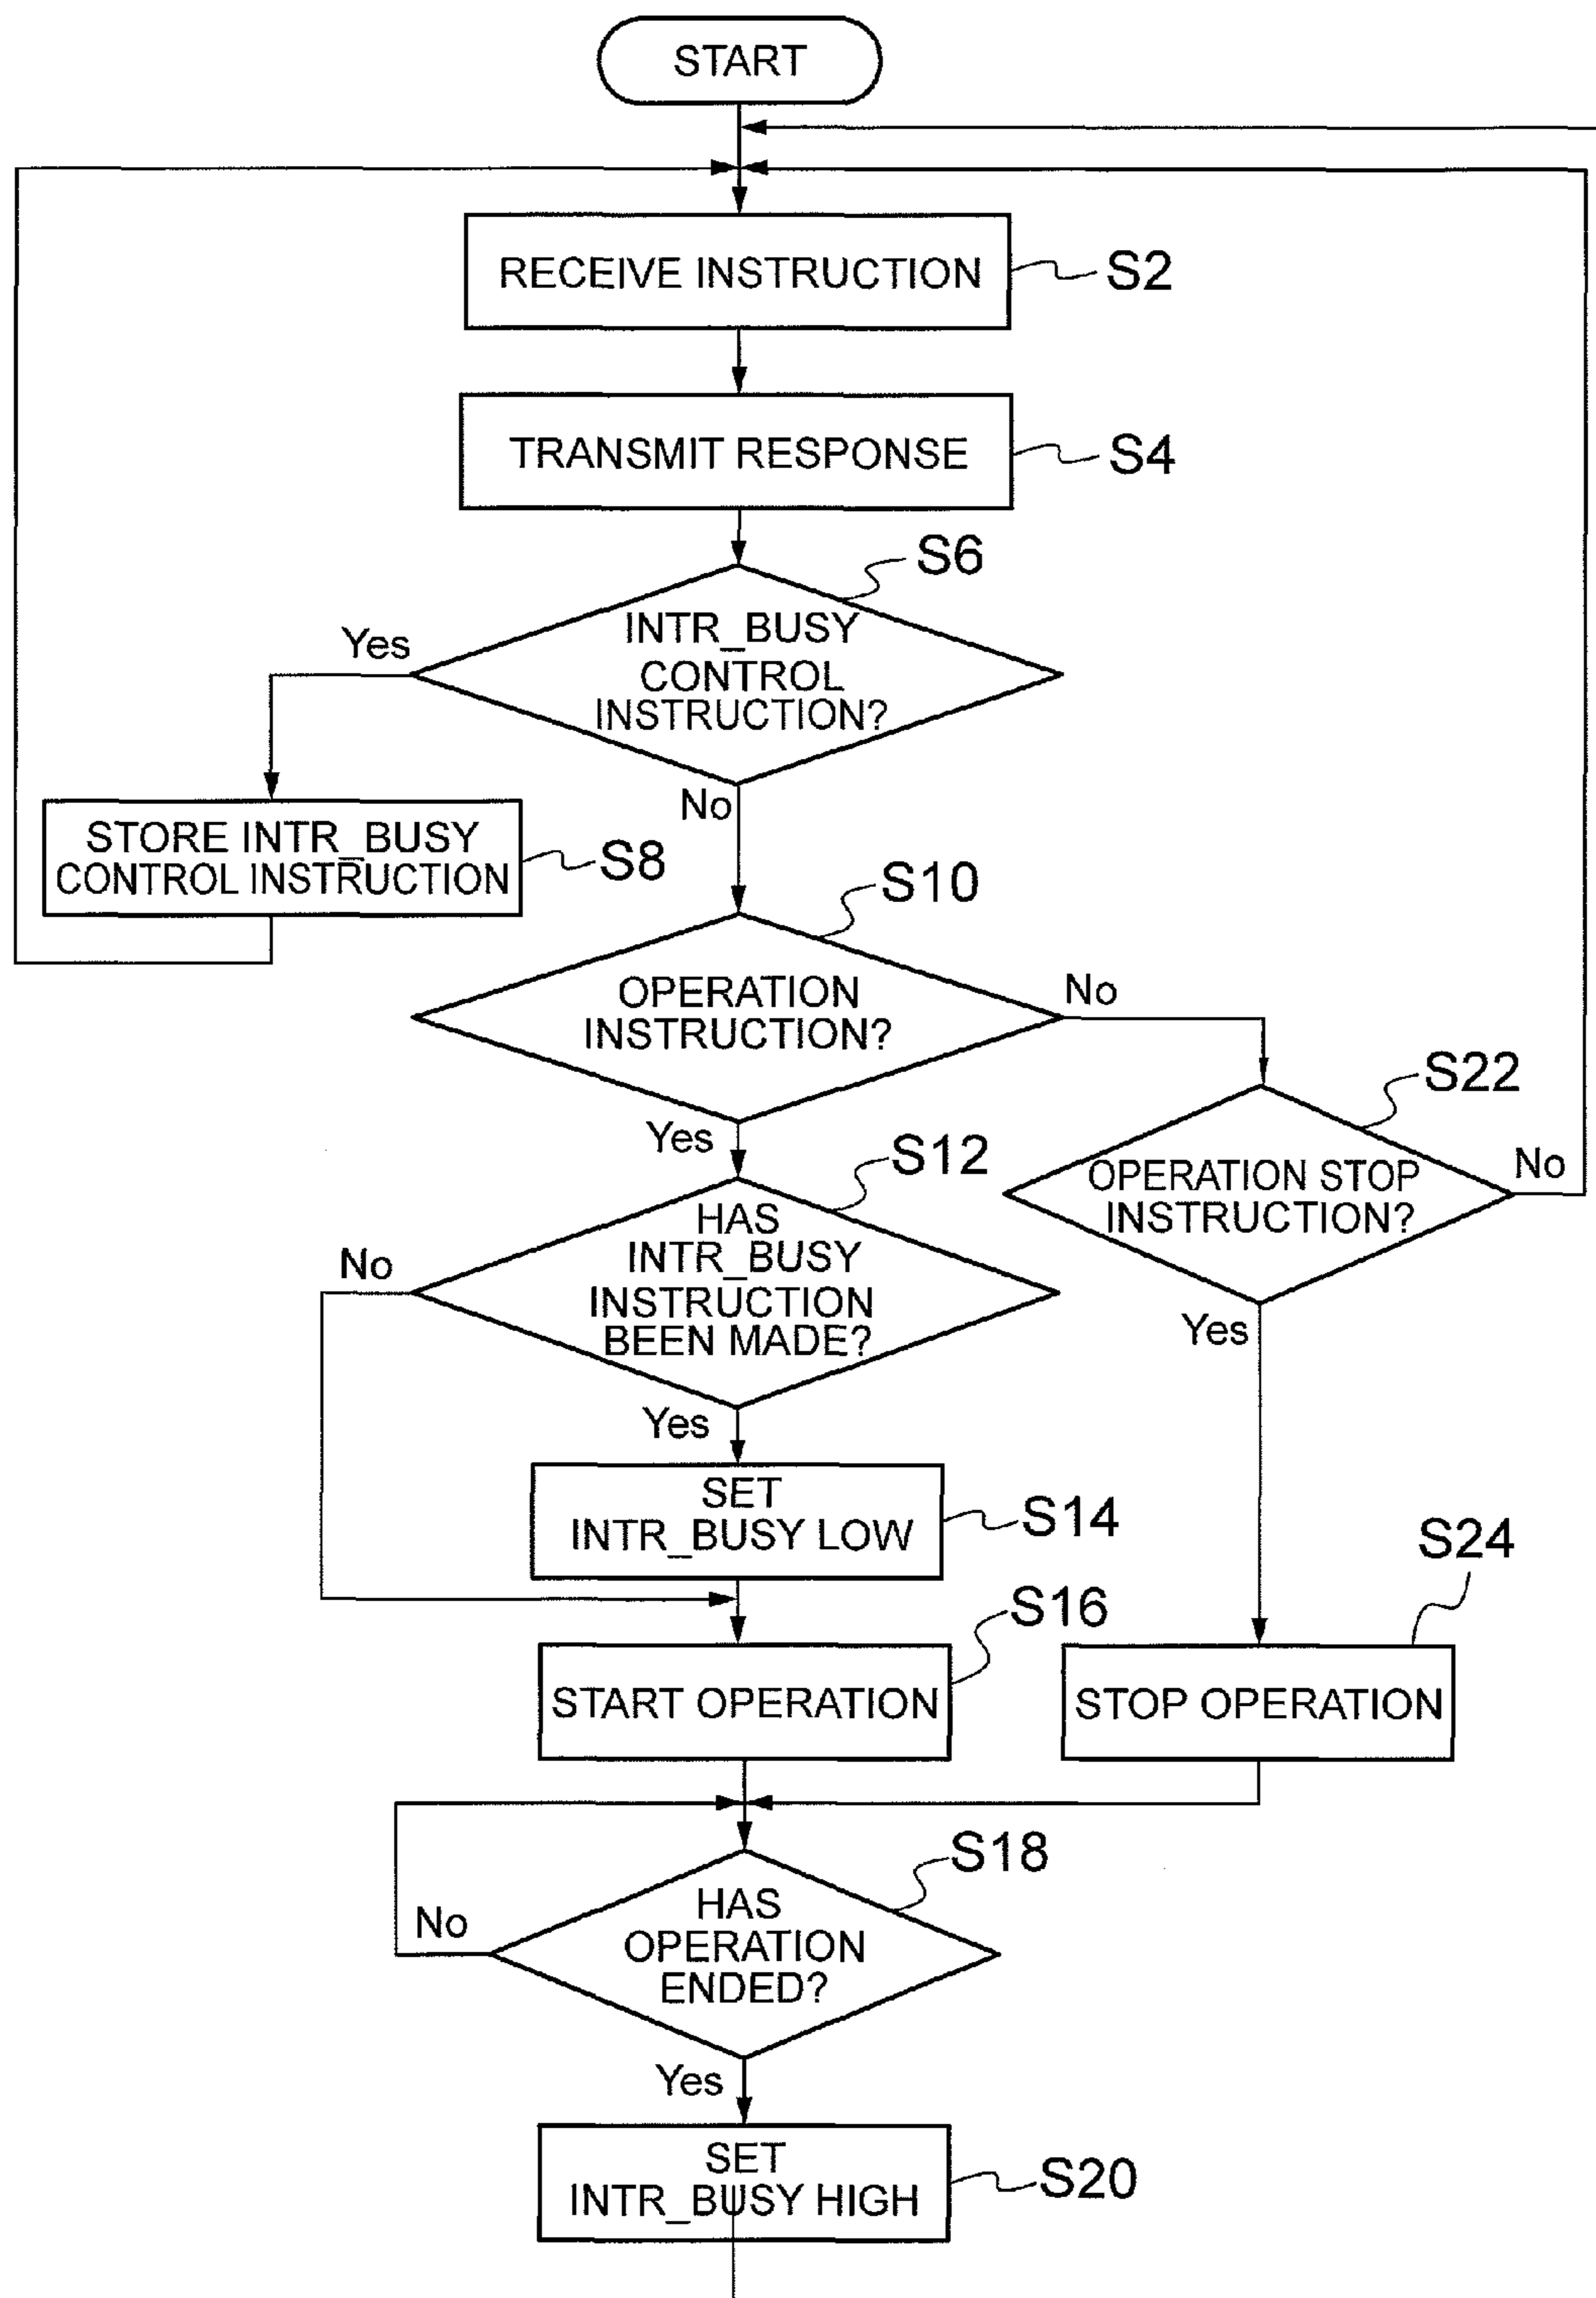 START
RECEIVE INSTRUCTION
S2
TRANSMIT RESPONSE
S4
S6
INTR_BUSY
CONTROL
INSTRUCTION?
Yes
No
STORE INTR_BUSY
CONTROL INSTRUCTION
S8
S10
OPERATION
INSTRUCTION?
No
Yes
S22
OPERATION STOP
INSTRUCTION?
No
Yes
S12
HAS
INTR_BUSY
INSTRUCTION
BEEN MADE?
No
Yes
SET
INTR_BUSY LOW
S14
S24
S16
START OPERATION
STOP OPERATION
S18
HAS
OPERATION
ENDED?
No
Yes
SET
INTR_BUSY HIGH
S20